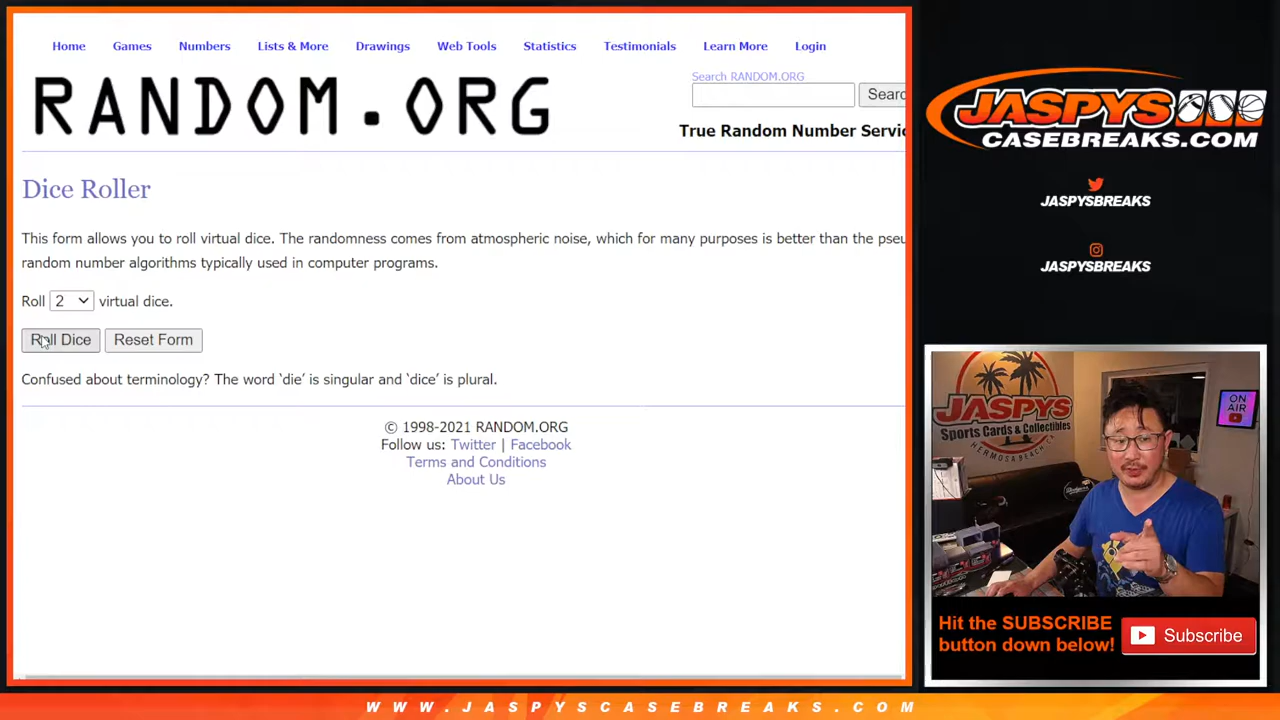 Home Games Numbers Lists & More Drawings Web Tools Statistics Testimonials Learn More Login
RANDOM.ORG
Search RANDOM.ORG
Searc
True Random Number Servic
Dice Roller
This form allows you to roll virtual dice. The randomness comes from atmospheric noise, which for many purposes is better than the pseu
random number algorithms typically used in computer programs.
Roll 2 virtual dice.
Roll Dice Reset Form
Confused about terminology? The word ‘die’ is singular and ‘dice’ is plural.
© 1998-2021 RANDOM.ORG
Follow us: Twitter | Facebook
Terms and Conditions
About Us
JASPYS
CASEBREAKS.COM
JASPYSBREAKS
JASPYSBREAKS
JASPYS
Sports Cards & Collectibles
HERMOSA BEACH, CA
ON
AIR
Dodgers
Hit the SUBSCRIBE
button down below!
Subscribe
WWW.JASPYSCASEBREAKS.COM